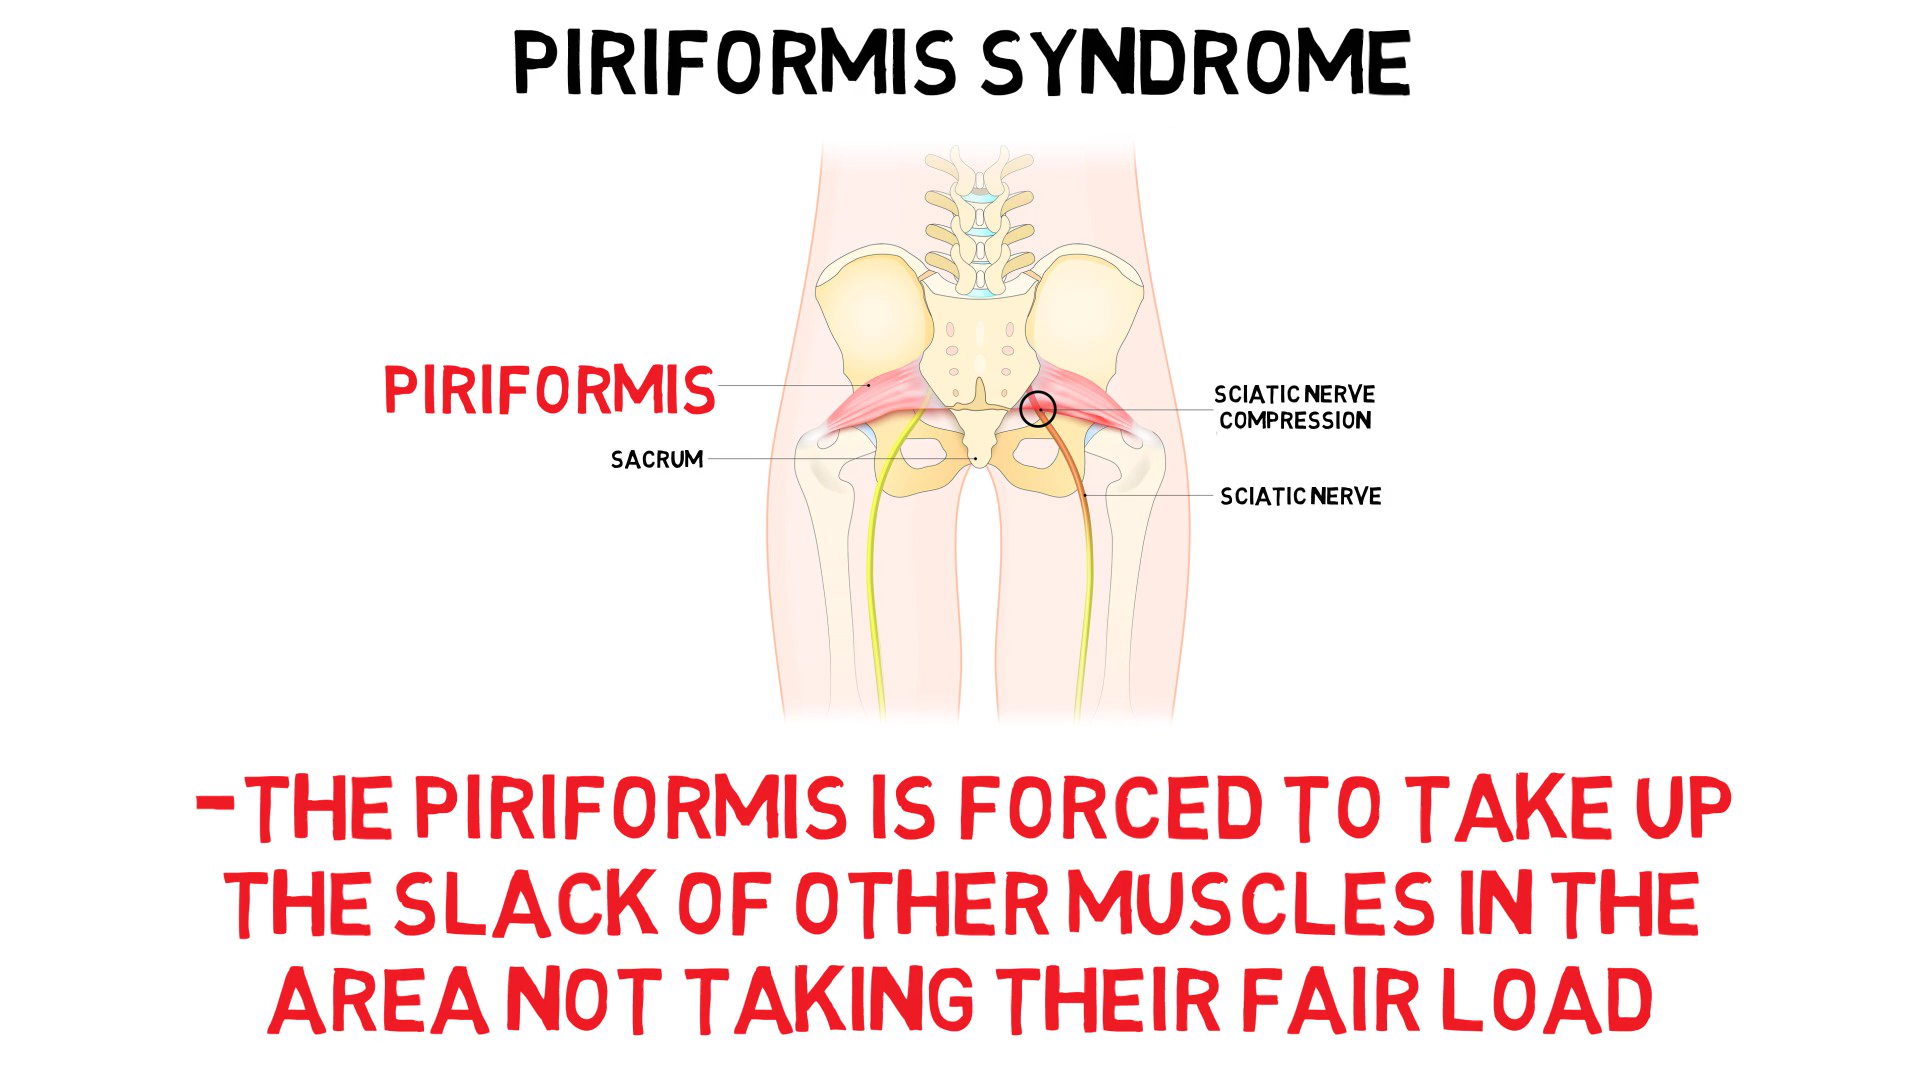 PIRIFORMIS SYNDROME
PIRIFORMIS
SACRUM
SCIATIC NERVE
COMPRESSION
SCIATIC NERVE
-THE PIRIFORMIS IS FORCED TO TAKE UP
THE SLACK OF OTHER MUSCLES IN THE
AREA NOT TAKING THEIR FAIR LOAD